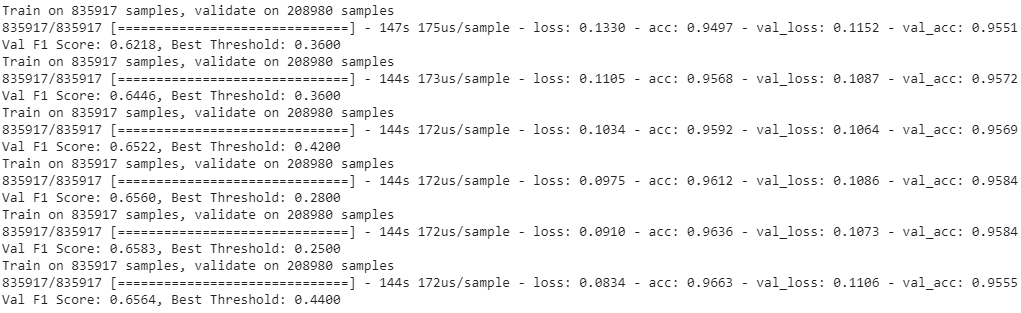 Train on 835917 samples, validate on 208980 samples
835917/835917 [==============================] - 147s 175us/sample - loss: 0.1330 - acc: 0.9497 - val_loss: 0.1152 - val_acc: 0.9551
Val F1 Score: 0.6218, Best Threshold: 0.3600
Train on 835917 samples, validate on 208980 samples
835917/835917 [==============================] - 144s 173us/sample - loss: 0.1105 - acc: 0.9568 - val_loss: 0.1087 - val_acc: 0.9572
Val F1 Score: 0.6446, Best Threshold: 0.3600
Train on 835917 samples, validate on 208980 samples
835917/835917 [==============================] - 144s 172us/sample - loss: 0.1034 - acc: 0.9592 - val_loss: 0.1064 - val_acc: 0.9569
Val F1 Score: 0.6522, Best Threshold: 0.4200
Train on 835917 samples, validate on 208980 samples
835917/835917 [==============================] - 144s 172us/sample - loss: 0.0975 - acc: 0.9612 - val_loss: 0.1086 - val_acc: 0.9584
Val F1 Score: 0.6560, Best Threshold: 0.2800
Train on 835917 samples, validate on 208980 samples
835917/835917 [==============================] - 144s 172us/sample - loss: 0.0910 - acc: 0.9636 - val_loss: 0.1073 - val_acc: 0.9584
Val F1 Score: 0.6583, Best Threshold: 0.2500
Train on 835917 samples, validate on 208980 samples
835917/835917 [==============================] - 144s 172us/sample - loss: 0.0834 - acc: 0.9663 - val_loss: 0.1106 - val_acc: 0.9555
Val F1 Score: 0.6564, Best Threshold: 0.4400